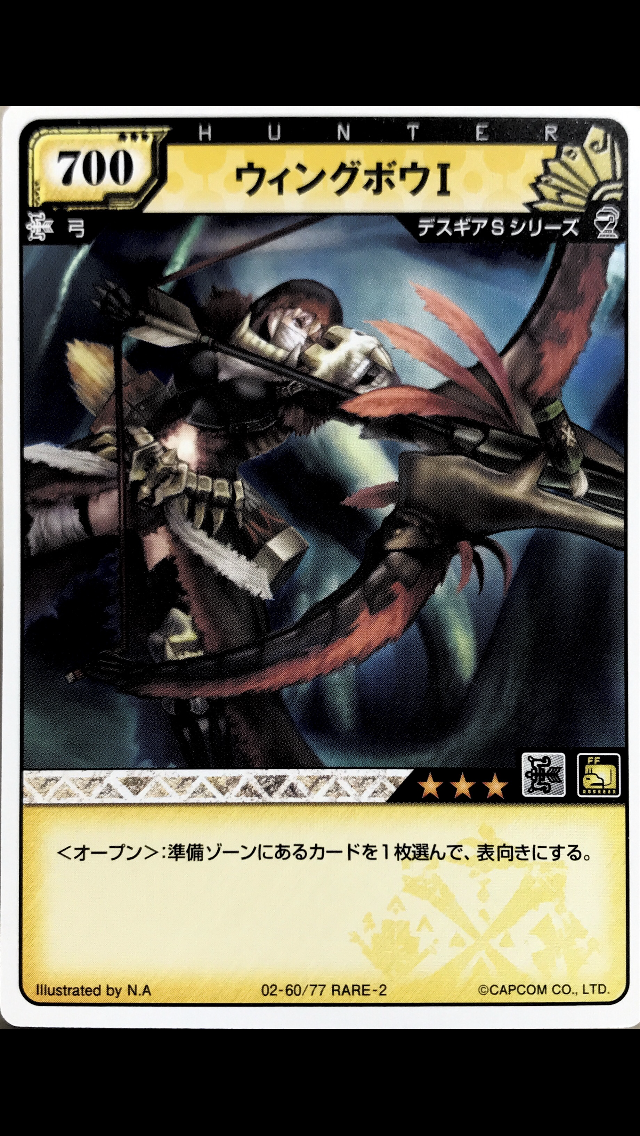 HUNTER
700
ウィングボウI
弓
デスギアSシリーズ
FF
<オープン>:準備ゾーンにあるカードを1枚選んで、表向きにする。
Illustrated by N.A
02-60/77 RARE-2
©CAPCOM CO., LTD.